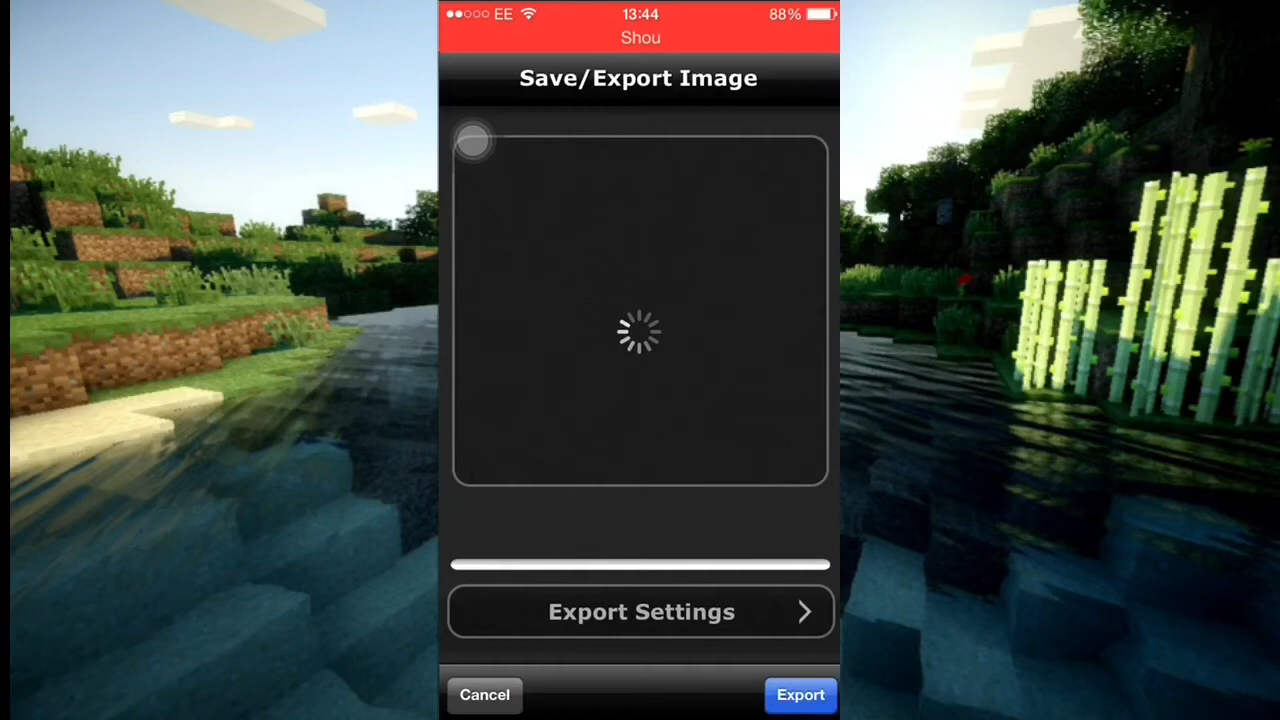 EE 13:44 88%
Shou
Save/Export Image
Export Settings
Cancel Export